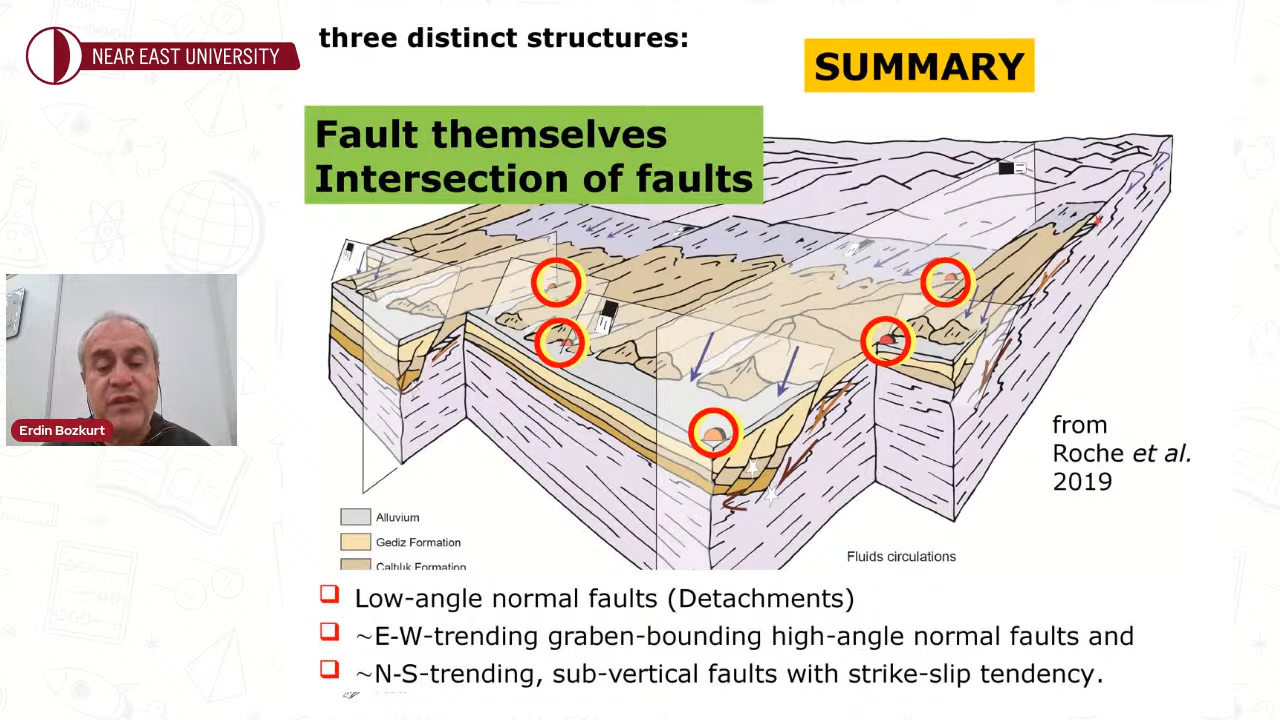 NEAR EAST UNIVERSITY
three distinct structures:
SUMMARY
Fault themselves
Intersection of faults
Erdin Bozkurt
from
Roche et al.
2019
Alluvium
Gediz Formation
Caltılık Formation
Fluids circulations
Low-angle normal faults (Detachments)
~E-W-trending graben-bounding high-angle normal faults and
~N-S-trending, sub-vertical faults with strike-slip tendency.